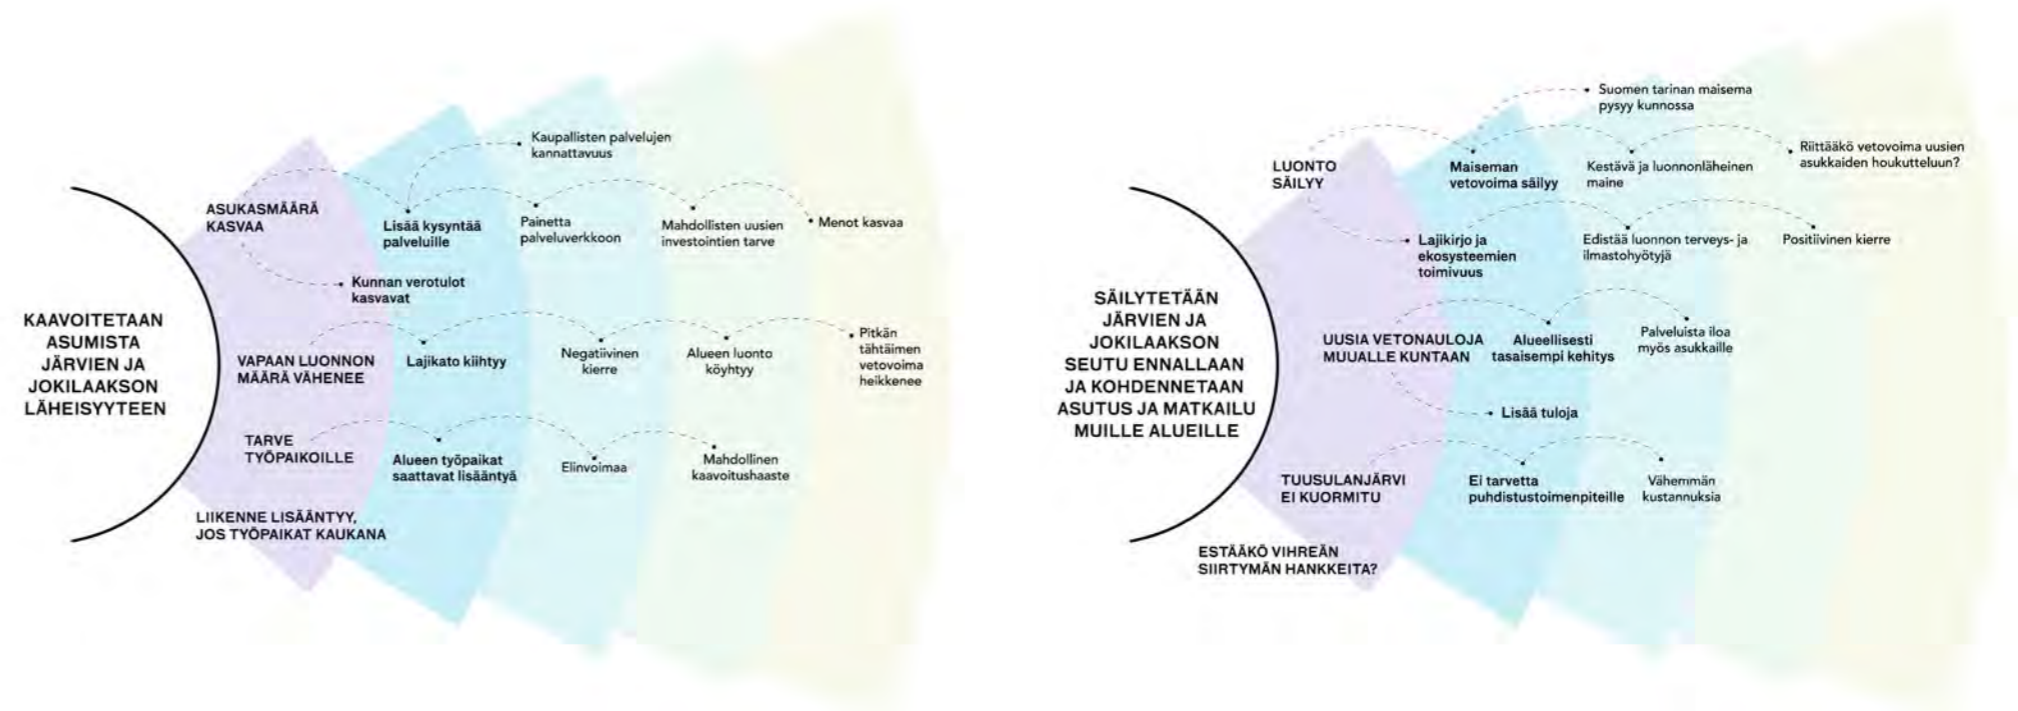 KAAVOITETAAN
ASUMISTA
JÄRVIEN JA
JOKILAAKSON
LÄHEISYYTEEN
ASUKASMÄÄRÄ
KASVAA
Lisää kysyntää
palveluille
Kaupallisten palvelujen
kannattavuus
Painetta
palveluverkkoon
Mahdollisten uusien
investointien tarve
Menot kasvaa
Kunnan verotulot
kasvavat
VAPAAN LUONNON
MÄÄRÄ VÄHENEE
Lajikato kiihtyy
Negatiivinen
kierre
Alueen luonto
köyhtyy
Pitkän
tähtäimen
vetovoima
heikkenee
TARVE
TYÖPAIKOILLE
Alueen työpaikat
saattavat lisääntyä
Elinvoimaa
Mahdollinen
kaavoitushaaste
LIIKENNE LISÄÄNTYY,
JOS TYÖPAIKAT KAUKANA
SÄILYTETÄÄN
JÄRVIEN JA
JOKILAAKSON
SEUTU ENNALLAAN
JA KOHDENNETAAN
ASUTUS JA MATKAILU
MUILLE ALUEILLE
LUONTO
SÄILYY
Maiseman
vetovoima säilyy
Suomen tarinan maisema
pysyy kunnossa
Kestävä ja luonnonläheinen
maine
Riittääkö vetovoima uusien
asukkaiden houkutteluun?
Lajikirjo ja
ekosysteemien
toimivuus
Edistää luonnon terveys- ja
ilmastohyötyjä
Positiivinen kierre
UUSIA VETONAULOJA
MUUALLE KUNTAAN
Alueellisesti
tasaisempi kehitys
Palveluista iloa
myös asukkaille
Lisää tuloja
TUUSULANJÄRVI
EI KUORMITU
Ei tarvetta
puhdistustoimenpiteille
Vähemmän
kustannuksia
ESTÄÄKÖ VIHREÄN
SIIRTYMÄN HANKKEITA?